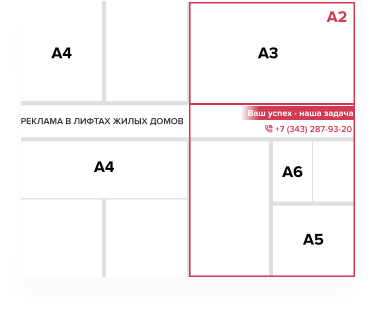 A2
A4
A3
РЕКЛАМА В ЛИФТАХ ЖИЛЫХ ДОМОВ
Ваш успех - наша задача
+7 (343) 287-93-20
A4
A6
A5